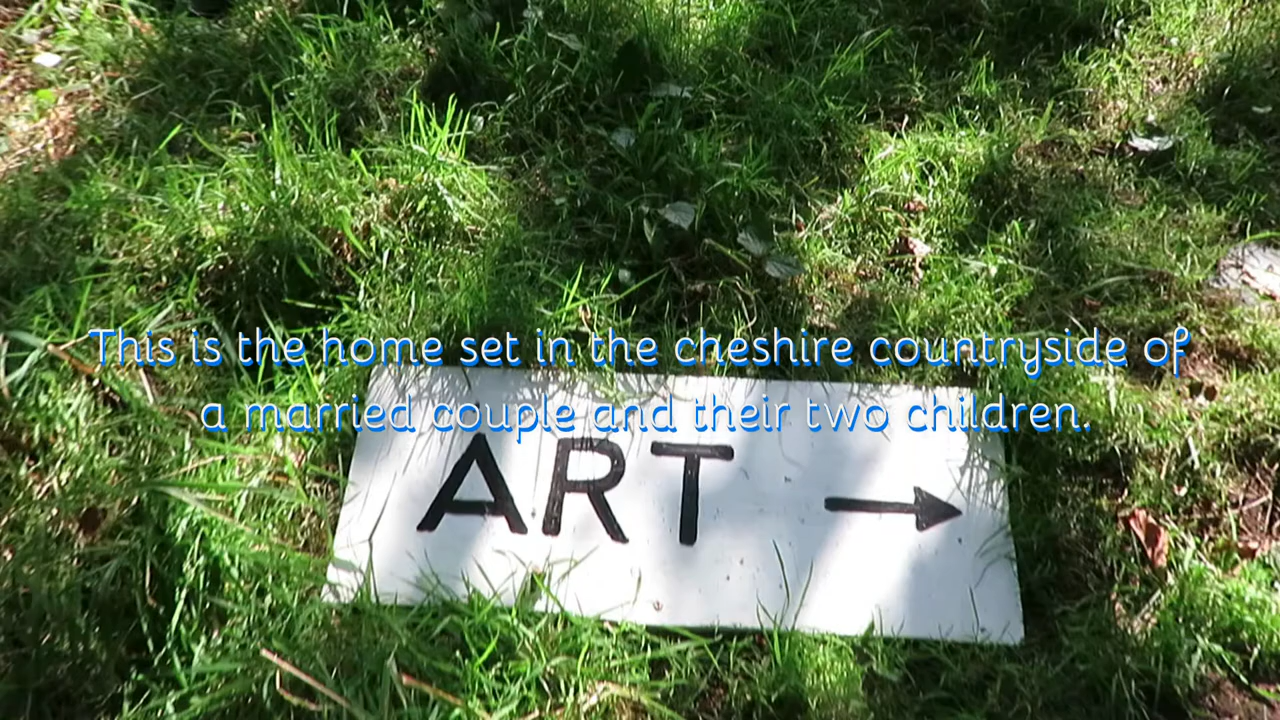 This is the home set in the cheshire countryside of
a married couple and their two children.
ART →